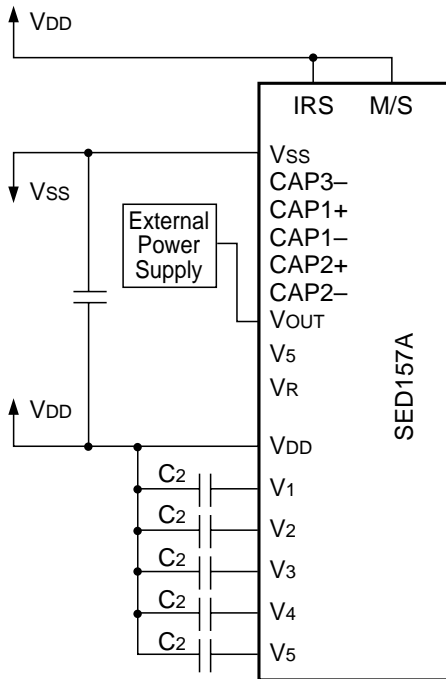 VDD
IRS M/S
VSS
VSS
CAP3–
CAP1+
CAP1–
CAP2+
CAP2–
VOUT
External
Power
Supply
V5
VR
SED157A
VDD
VDD
C2 V1
C2 V2
C2 V3
C2 V4
C2 V5